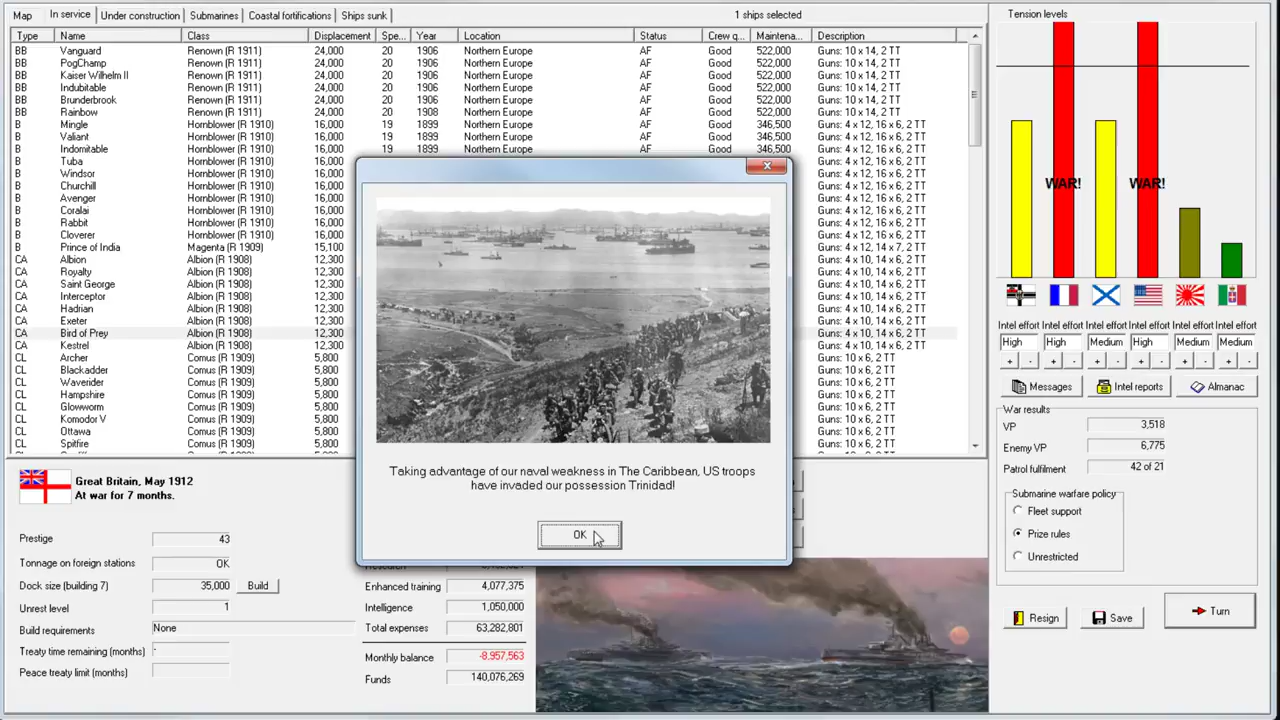 Map In service Under construction Submarines Coastal fortifications Ships sunk 1 ships selected
Type Name Class Displacement Spe... Year Location Status Crew q... Maintena... Description
BB Vanguard Renown (R 1911) 24,000 20 1906 Northern Europe AF Good 522,000 Guns: 10 x 14, 2 TT
BB PogChamp Renown (R 1911) 24,000 20 1906 Northern Europe AF Good 522,000 Guns: 10 x 14, 2 TT
BB Kaiser Wilhelm II Renown (R 1911) 24,000 20 1906 Northern Europe AF Good 522,000 Guns: 10 x 14, 2 TT
BB Indubitable Renown (R 1911) 24,000 20 1906 Northern Europe AF Good 522,000 Guns: 10 x 14, 2 TT
BB Brunderbrook Renown (R 1911) 24,000 20 1906 Northern Europe AF Good 522,000 Guns: 10 x 14, 2 TT
BB Rainbow Renown (R 1911) 24,000 20 1908 Northern Europe AF Good 522,000 Guns: 10 x 14, 2 TT
B Mingle Hornblower (R 1910) 16,000 19 1899 Northern Europe AF Good 346,500 Guns: 4 x 12, 16 x 6, 2 TT
B Valiant Hornblower (R 1910) 16,000 19 1899 Northern Europe AF Good 346,500 Guns: 4 x 12, 16 x 6, 2 TT
B Indomitable Hornblower (R 1910) 16,000 19 1899 Northern Europe AF Good 346,500 Guns: 4 x 12, 16 x 6, 2 TT
B Tuba Hornblower (R 1910) 16,000 Guns: 4 x 12, 16 x 6, 2 TT
B Windsor Hornblower (R 1910) 16,000 Guns: 4 x 12, 16 x 6, 2 TT
B Churchill Hornblower (R 1910) 16,000 Guns: 4 x 12, 16 x 6, 2 TT
B Avenger Hornblower (R 1910) 16,000 Guns: 4 x 12, 16 x 6, 2 TT
B Coralai Hornblower (R 1910) 16,000 Guns: 4 x 12, 16 x 6, 2 TT
B Rabbit Hornblower (R 1910) 16,000 Guns: 4 x 12, 16 x 6, 2 TT
B Cloverer Hornblower (R 1910) 16,000 Guns: 4 x 12, 16 x 6, 2 TT
B Prince of India Magenta (R 1909) 15,100 Guns: 4 x 12, 14 x 7, 2 TT
CA Albion Albion (R 1908) 12,300 Guns: 4 x 10, 14 x 6, 2 TT
CA Royalty Albion (R 1908) 12,300 Guns: 4 x 10, 14 x 6, 2 TT
CA Saint George Albion (R 1908) 12,300 Guns: 4 x 10, 14 x 6, 2 TT
CA Interceptor Albion (R 1908) 12,300 Guns: 4 x 10, 14 x 6, 2 TT
CA Hadrian Albion (R 1908) 12,300 Guns: 4 x 10, 14 x 6, 2 TT
CA Exeter Albion (R 1908) 12,300 Guns: 4 x 10, 14 x 6, 2 TT
CA Bird of Prey Albion (R 1908) 12,300 Guns: 4 x 10, 14 x 6, 2 TT
CA Kestrel Albion (R 1908) 12,300 Guns: 4 x 10, 14 x 6, 2 TT
CL Archer Comus (R 1909) 5,800 Guns: 10 x 6, 2 TT
CL Blackadder Comus (R 1909) 5,800 Guns: 10 x 6, 2 TT
CL Waverider Comus (R 1909) 5,800 Guns: 10 x 6, 2 TT
CL Hampshire Comus (R 1909) 5,800 Guns: 10 x 6, 2 TT
CL Glowworm Comus (R 1909) 5,800 Guns: 10 x 6, 2 TT
CL Komodor V Comus (R 1909) 5,800 Guns: 10 x 6, 2 TT
CL Ottawa Comus (R 1909) 5,800 Guns: 10 x 6, 2 TT
CL Spitfire Comus (R 1909) 5,800 Guns: 10 x 6, 2 TT
Taking advantage of our naval weakness in The Caribbean, US troops
have invaded our possession Trinidad!
OK
Great Britain, May 1912
At war for 7 months.
Prestige 43
Tonnage on foreign stations OK
Dock size (building 7) 35,000 Build
Unrest level 1
Build requirements None
Treaty time remaining (months) -
Peace treaty limit (months)
Enhanced training 4,077,375
Intelligence 1,050,000
Total expenses 63,282,801
Monthly balance -8,957,563
Funds 140,076,269
Tension levels
WAR! WAR!
Intel effort Intel effort Intel effort Intel effort Intel effort Intel effort
High High Medium High Medium Medium
+ - + - + - + - + - + -
Messages Intel reports Almanac
War results
VP 3,518
Enemy VP 6,775
Patrol fulfilment 42 of 21
Submarine warfare policy
Fleet support
Prize rules
Unrestricted
Resign Save Turn